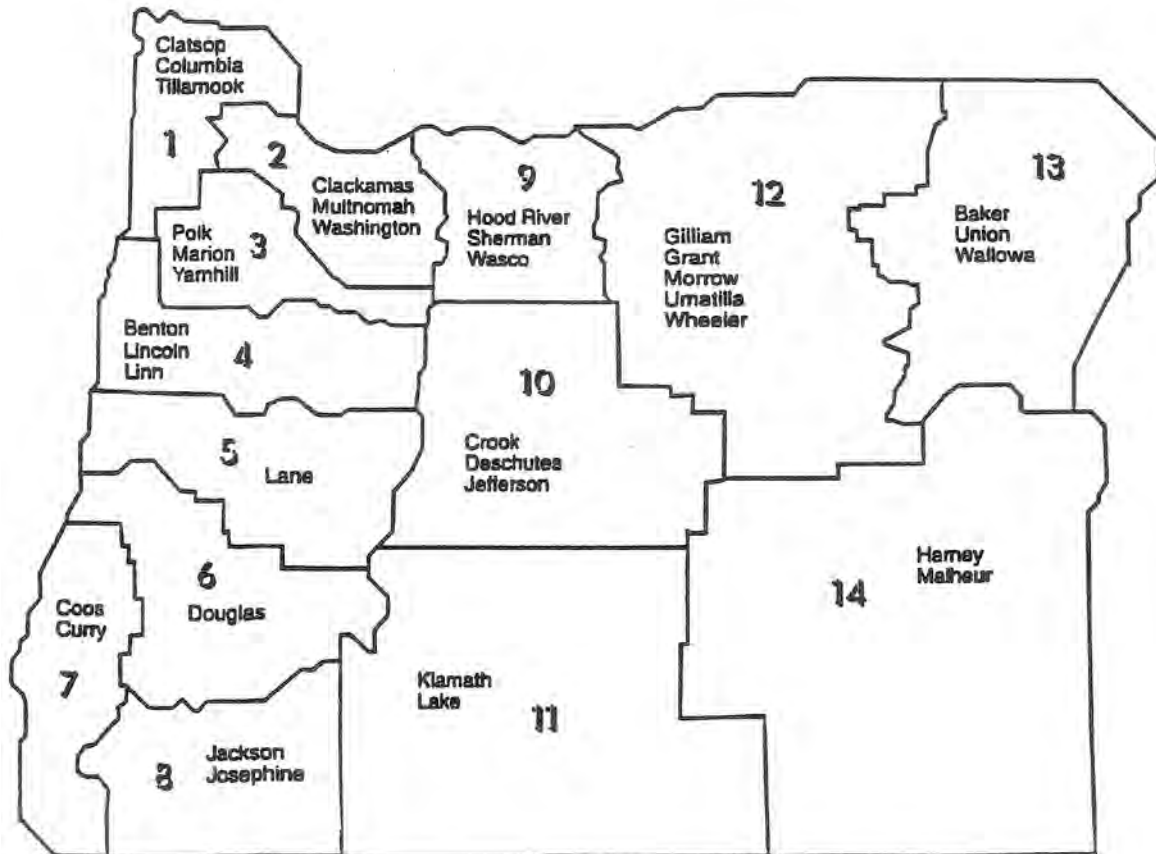 Clatsop
Columbia
Tillamook
1
2
Clackamas
Multnomah
Washington
Polk
Marion
Yamhill
3
Benton
Lincoln
Linn
4
5
Lane
6
Douglas
Coos
Curry
7
8
Jackson
Josephine
9
Hood River
Sherman
Wasco
10
Crook
Deschutes
Jefferson
Klamath
Lake
11
12
Gilliam
Grant
Morrow
Umatilla
Wheeler
13
Baker
Union
Wallowa
Harney
Malheur
14